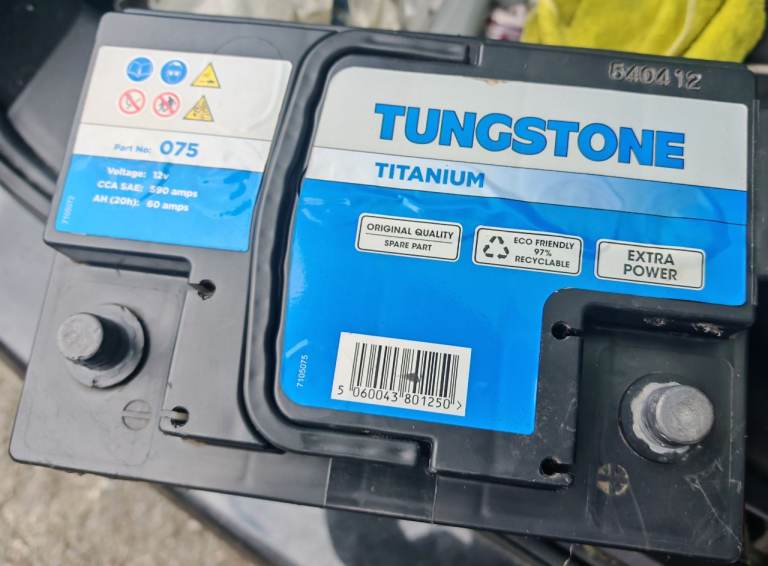 540412
TUNGSTONE
TITANIUM
Part No: 075
Voltage: 12v
CCA SAE: 590 amps
AH (20h): 60 amps
7105075
ORIGINAL QUALITY
SPARE PART
ECO FRIENDLY
97%
RECYCLABLE
EXTRA
POWER
7105075
5 060043 801250 >